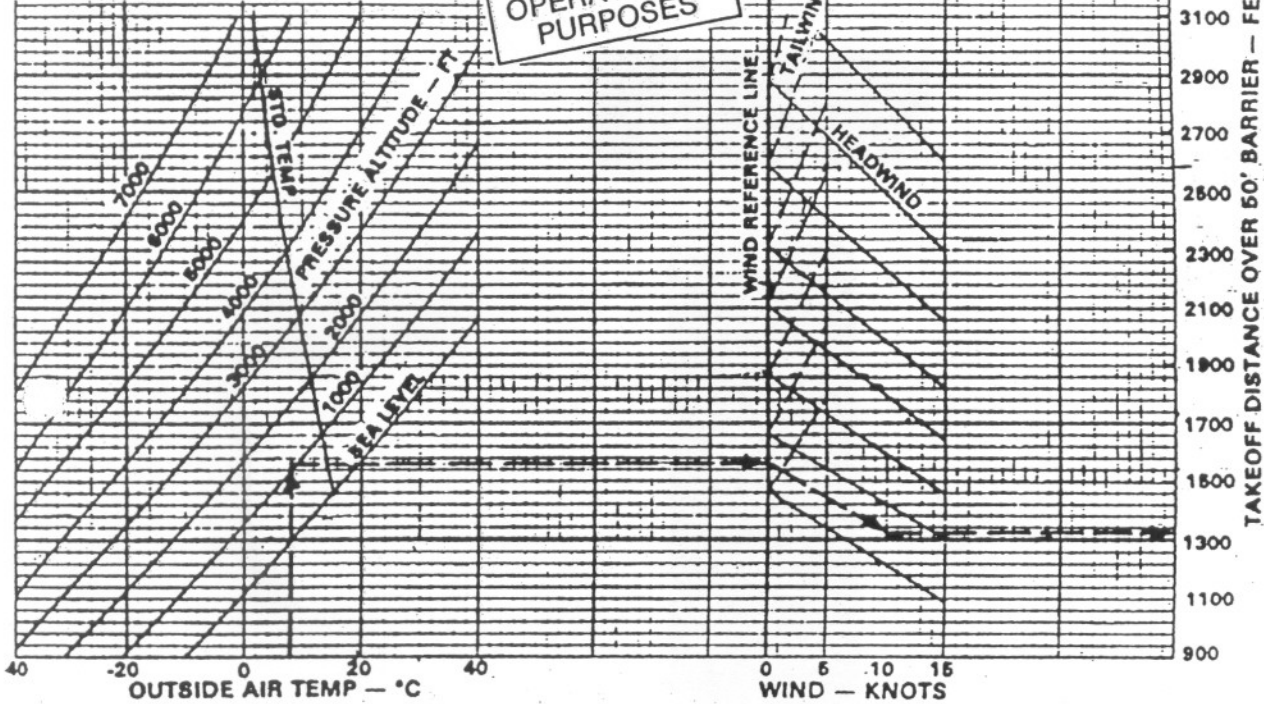 OPERA
PURPOSES
3100
2900
2700
2500
2300
2100
1900
1700
1500
1300
1100
900
TAKEOFF DISTANCE OVER 50' BARRIER — FE
7000
6000
5000
4000
3000
2000
1000
SEA LEVEL
STD. TEMP
PRESSURE ALTITUDE — FT
WIND REFERENCE LINE
TAILWIN
HEADWIND
40 -20 0 20 40
OUTSIDE AIR TEMP — °C
0 5 10 15
WIND — KNOTS